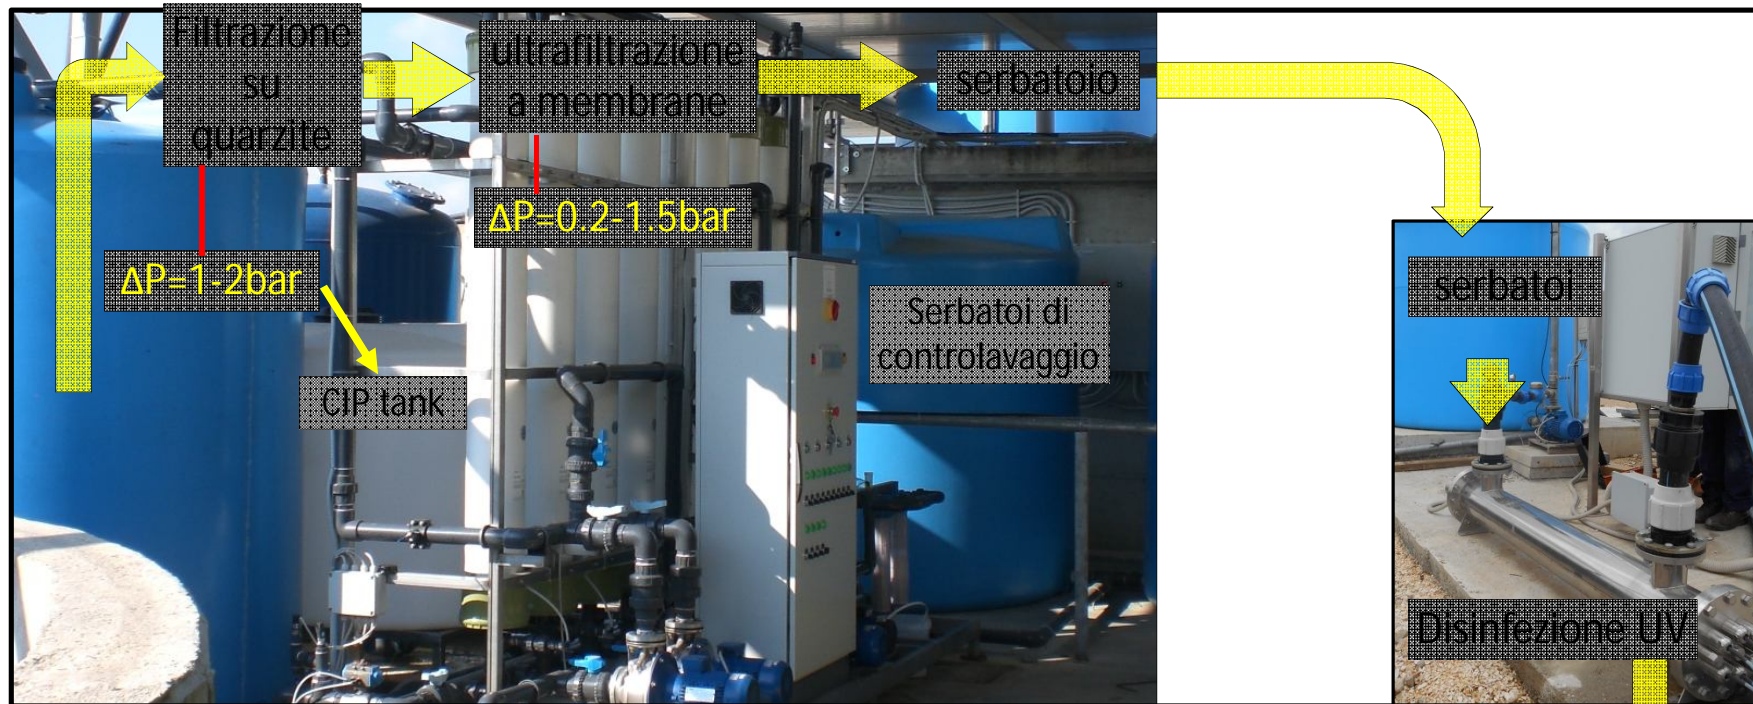 Filtrazione
su
quarzite
ultrafiltrazione
a membrane
serbatoio
ΔP=0.2-1.5bar
ΔP=1-2bar
CIP tank
Serbatoi di
controlavaggio
serbatoi
Disinfezione UV